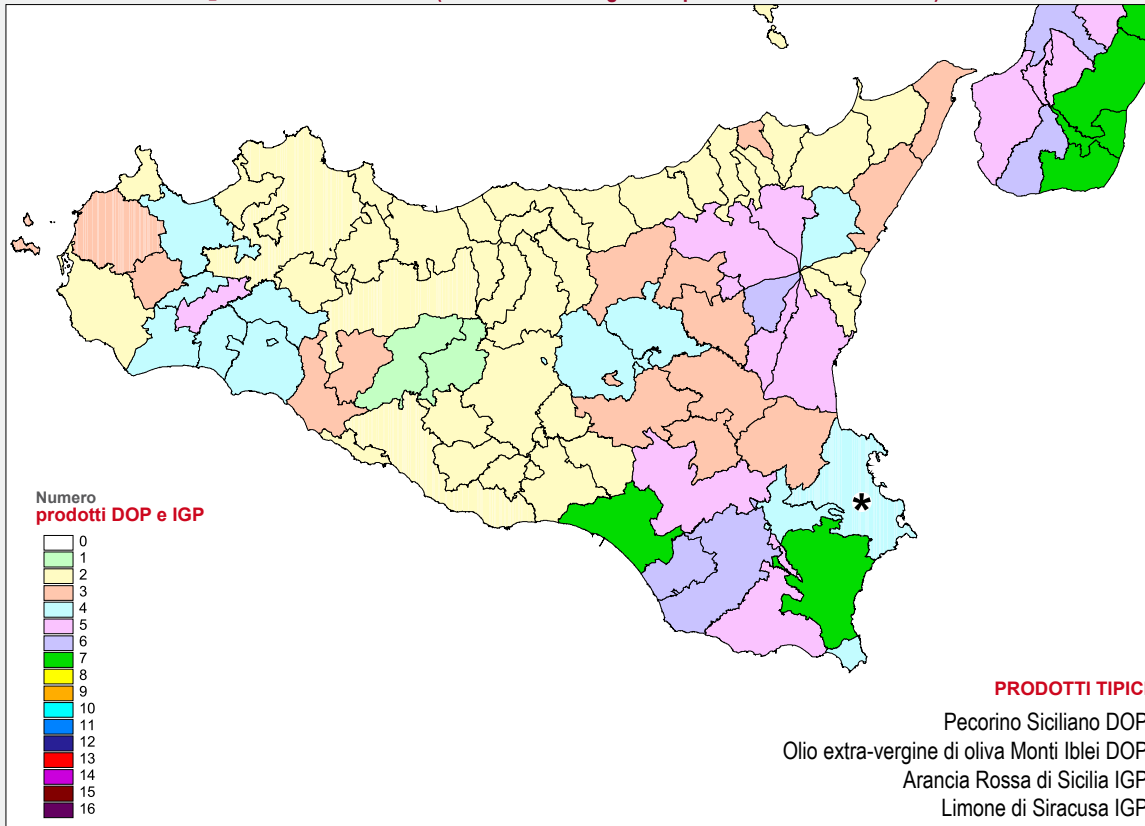 Numero
prodotti DOP e IGP
0
1
2
3
4
5
6
7
8
9
10
11
12
13
14
15
16
*
PRODOTTI TIPICI
Pecorino Siciliano DOP
Olio extra-vergine di oliva Monti Iblei DOP
Arancia Rossa di Sicilia IGP
Limone di Siracusa IGP